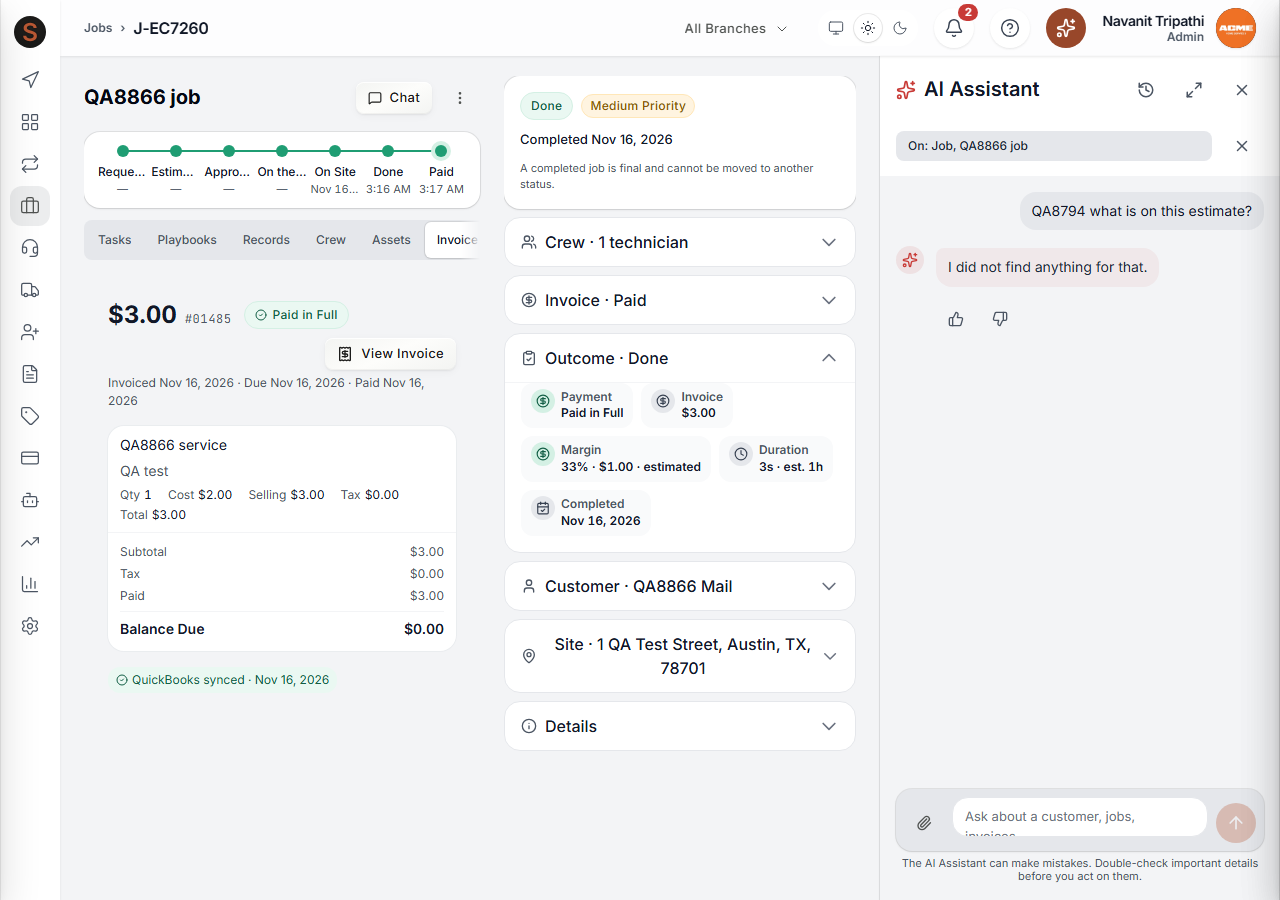 S
Jobs › J-EC7260
All Branches
2
Navanit Tripathi
Admin
ACME
QA8866 job
Chat
Reque... Estim... Appro... On the... On Site Done Paid
— — — — Nov 16... 3:16 AM 3:17 AM
Tasks Playbooks Records Crew Assets Invoice
$3.00 #01485 Paid in Full
View Invoice
Invoiced Nov 16, 2026 · Due Nov 16, 2026 · Paid Nov 16,
2026
QA8866 service
QA test
Qty 1 Cost $2.00 Selling $3.00 Tax $0.00
Total $3.00
Subtotal $3.00
Tax $0.00
Paid $3.00
Balance Due $0.00
QuickBooks synced · Nov 16, 2026
Done Medium Priority
Completed Nov 16, 2026
A completed job is final and cannot be moved to another
status.
Crew · 1 technician
Invoice · Paid
Outcome · Done
Payment
Paid in Full
Invoice
$3.00
Margin
33% · $1.00 · estimated
Duration
3s · est. 1h
Completed
Nov 16, 2026
Customer · QA8866 Mail
Site · 1 QA Test Street, Austin, TX,
78701
Details
AI Assistant
On: Job, QA8866 job
QA8794 what is on this estimate?
I did not find anything for that.
Ask about a customer, jobs,
invoices
The AI Assistant can make mistakes. Double-check important details
before you act on them.